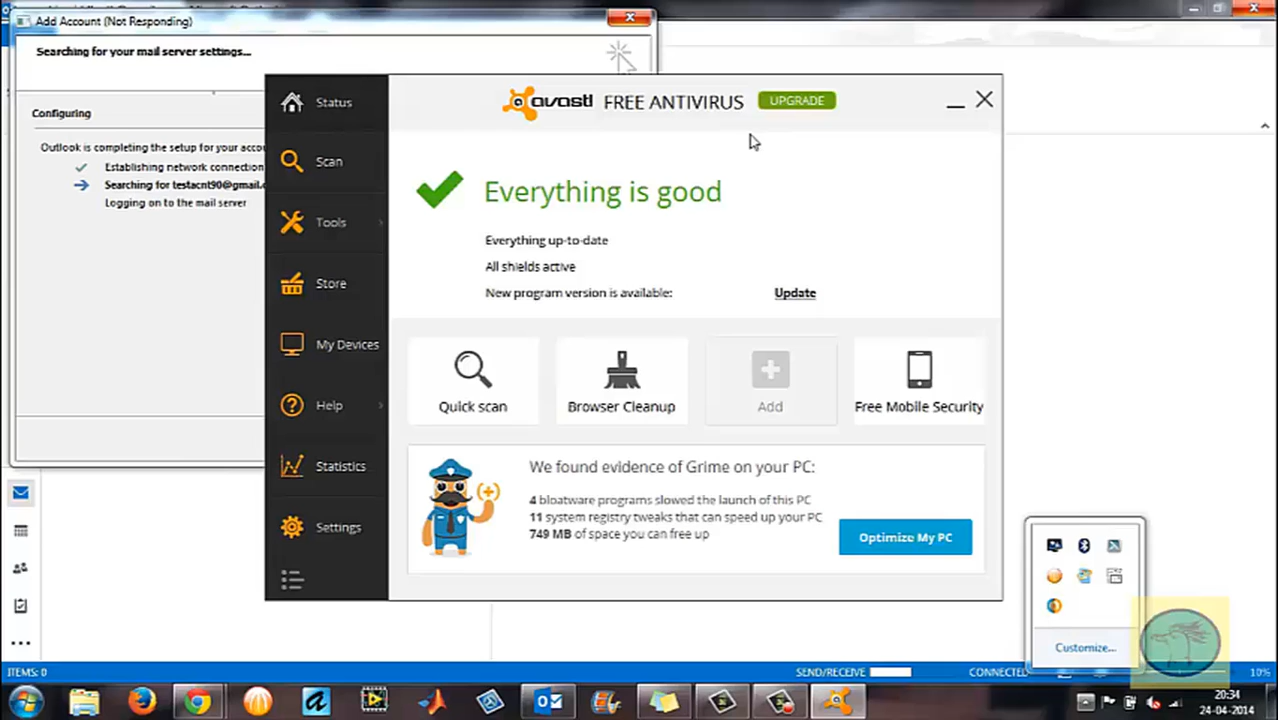 Add Account (Not Responding)
Searching for your mail server settings...
Configuring
Outlook is completing the setup for your accou
Establishing network connection
Searching for testacnt90@gmail.c
Logging on to the mail server
Status
Scan
Tools
Store
My Devices
Help
Statistics
Settings
avast! FREE ANTIVIRUS UPGRADE
Everything is good
Everything up-to-date
All shields active
New program version is available: Update
Quick scan
Browser Cleanup
Add
Free Mobile Security
We found evidence of Grime on your PC:
4 bloatware programs slowed the launch of this PC
11 system registry tweaks that can speed up your PC
749 MB of space you can free up
Optimize My PC
Customize...
ITEMS: 0
SEND/RECEIVE
CONNECTED
10%
20:34
24-04-2014